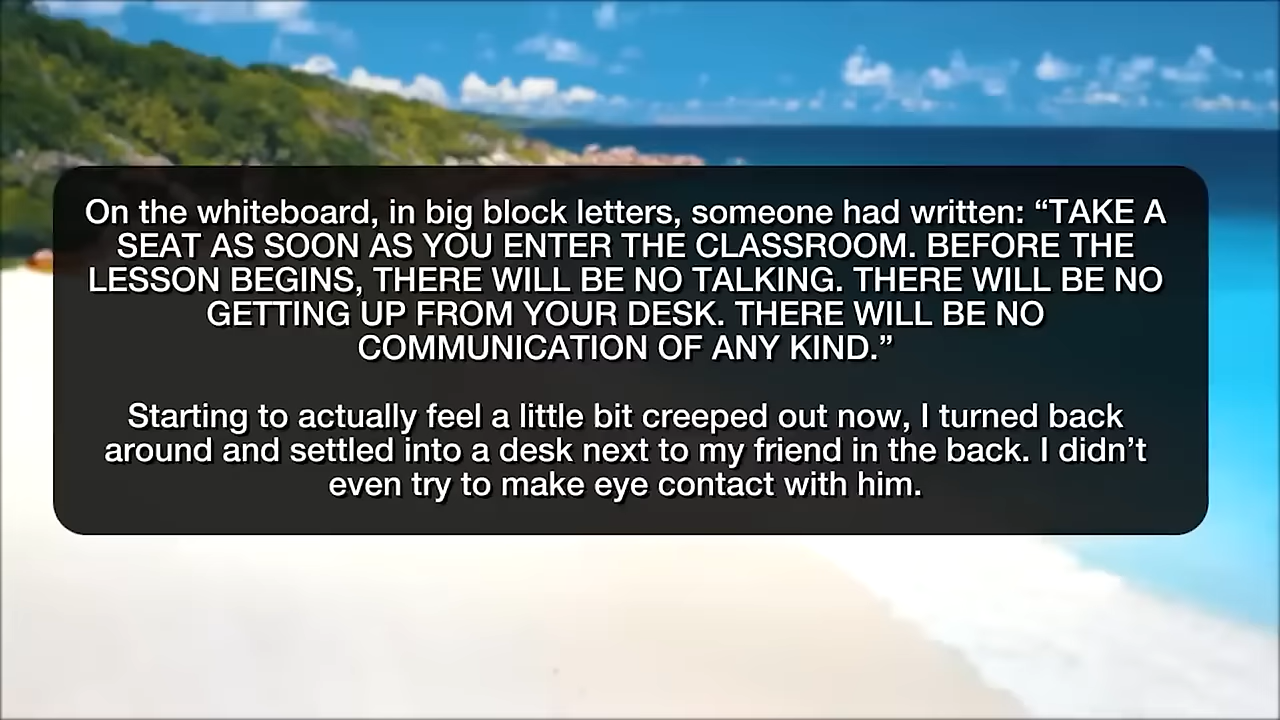 On the whiteboard, in big block letters, someone had written: “TAKE A
SEAT AS SOON AS YOU ENTER THE CLASSROOM. BEFORE THE
LESSON BEGINS, THERE WILL BE NO TALKING. THERE WILL BE NO
GETTING UP FROM YOUR DESK. THERE WILL BE NO
COMMUNICATION OF ANY KIND.”
Starting to actually feel a little bit creeped out now, I turned back
around and settled into a desk next to my friend in the back. I didn’t
even try to make eye contact with him.